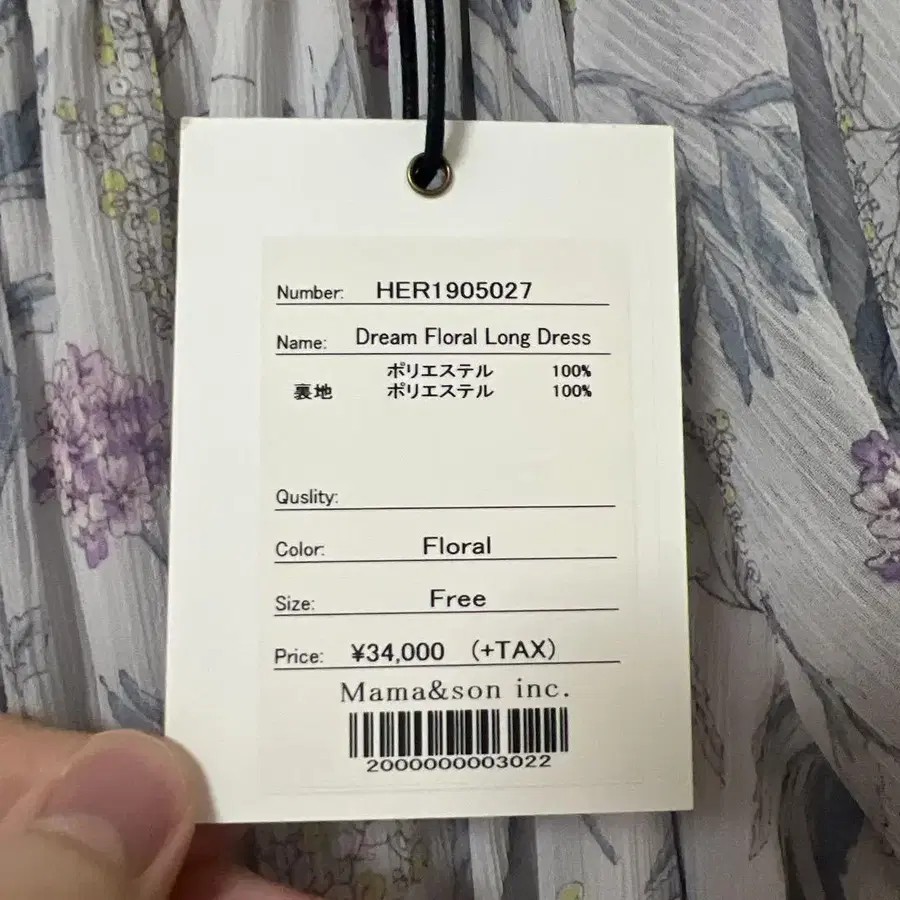 Number: HER1905027
Name: Dream Floral Long Dress
ポリエステル 100%
裏地 ポリエステル 100%
Quslity:
Color: Floral
Size: Free
Price: ¥34,000 (+TAX)
Mama&son inc.
2000000003022